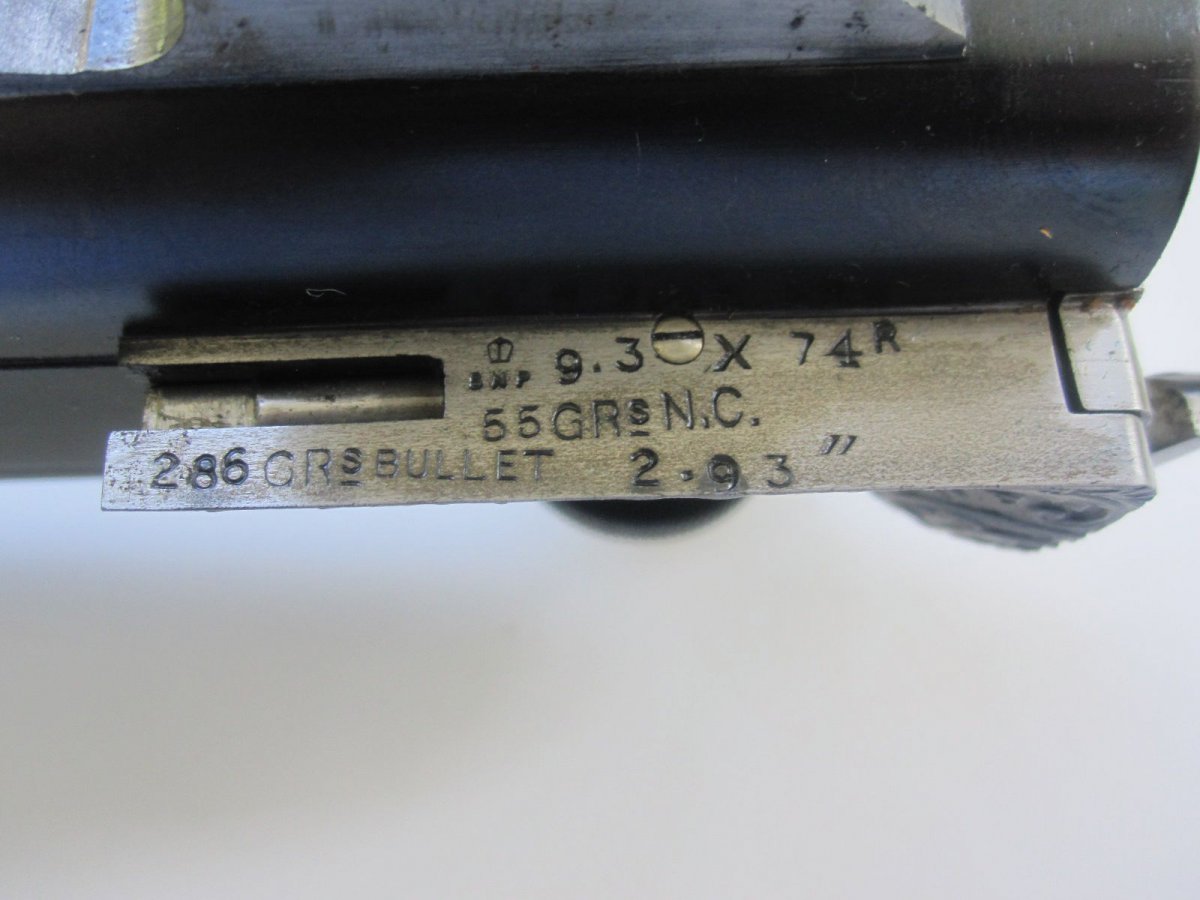 9.3 X 74R
BNP
55GRS N.C.
286 GRS BULLET 2.93"